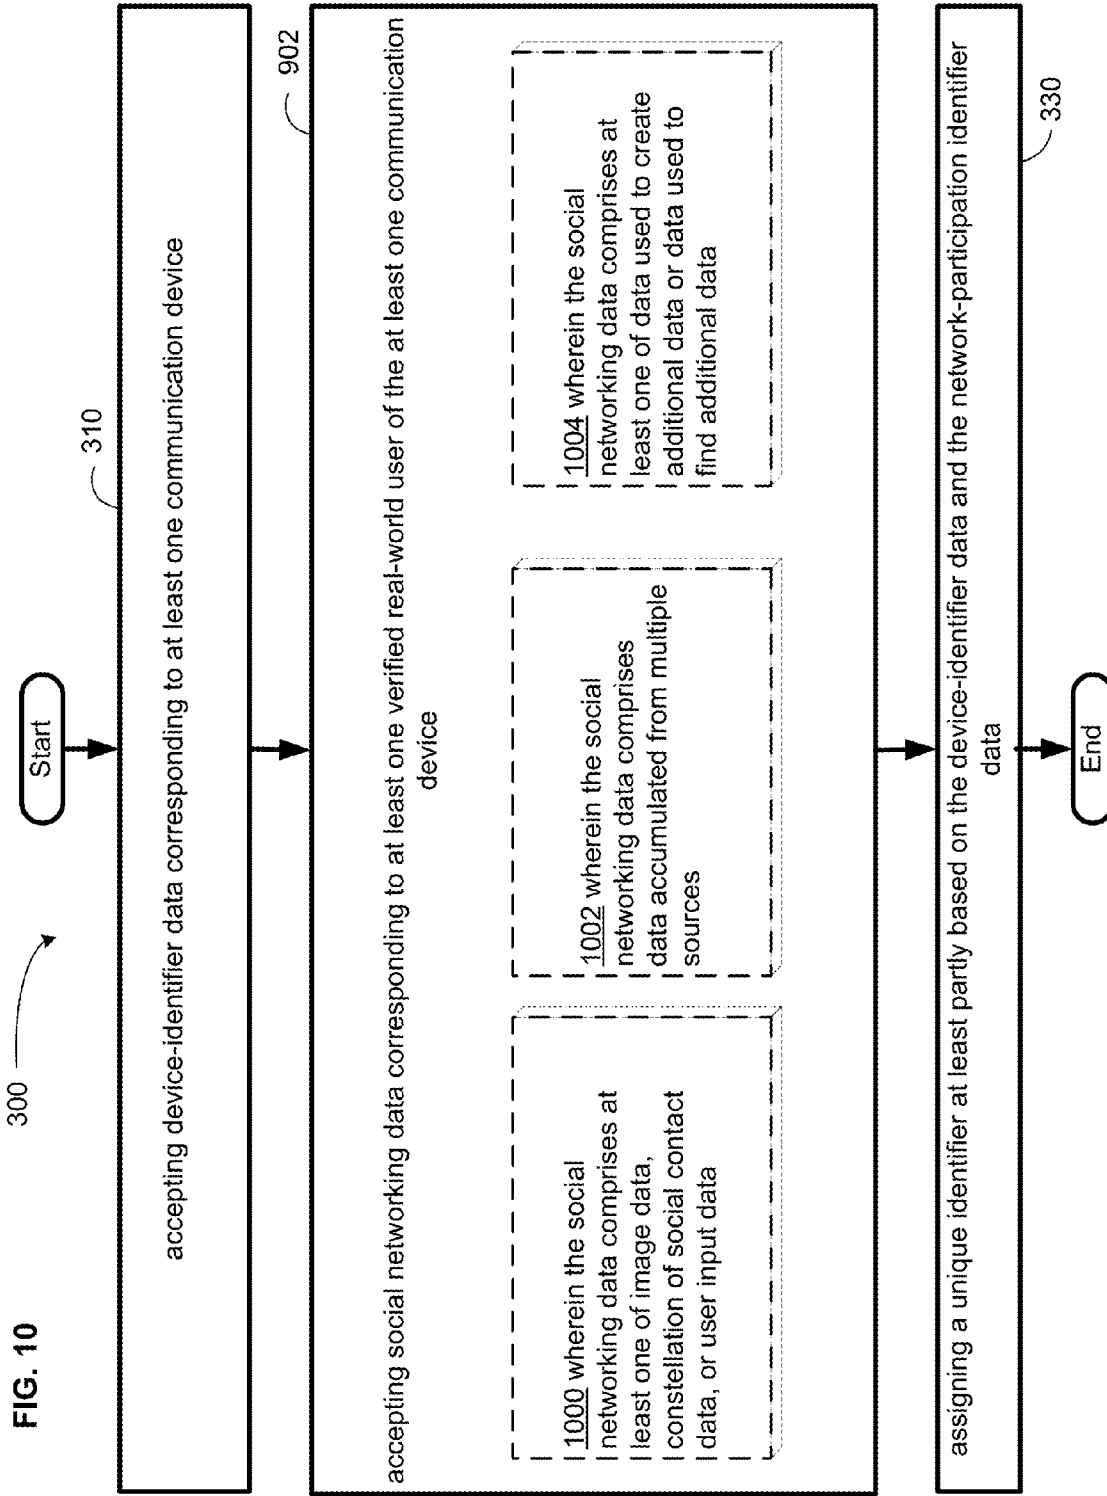 FIG. 10
300
Start
310
accepting device-identifier data corresponding to at least one communication device
902
accepting social networking data corresponding to at least one verified real-world user of the at least one communication
device
1000 wherein the social
networking data comprises at
least one of image data,
constellation of social contact
data, or user input data
1002 wherein the social
networking data comprises
data accumulated from multiple
sources
1004 wherein the social
networking data comprises at
least one of data used to create
additional data or data used to
find additional data
assigning a unique identifier at least partly based on the device-identifier data and the network-participation identifier
data
330
End